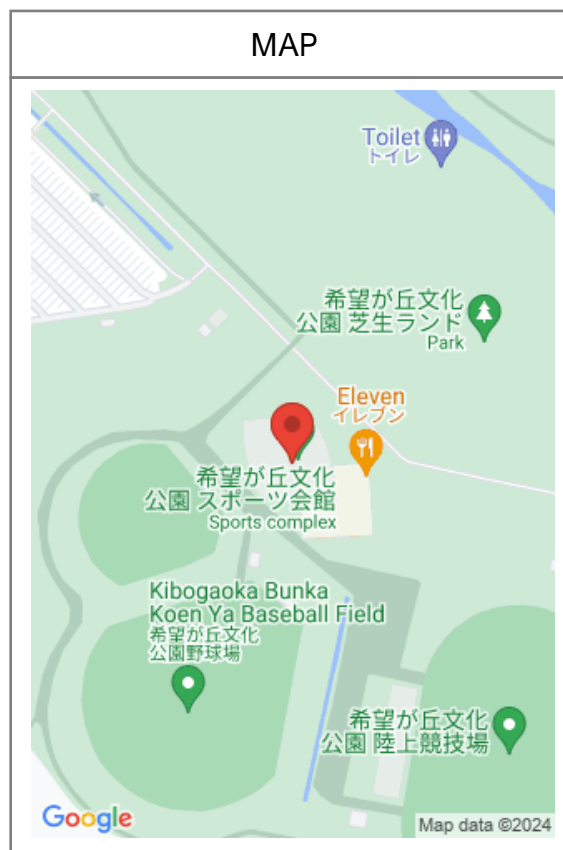 MAP
Toilet
トイレ
希望が丘文化
公園 芝生ランド
Park
Eleven
イレブン
希望が丘文化
公園 スポーツ会館
Sports complex
Kibogaoka Bunka
Koen Ya Baseball Field
希望が丘文化
公園野球場
希望が丘文化
公園 陸上競技場
Google
Map data ©2024